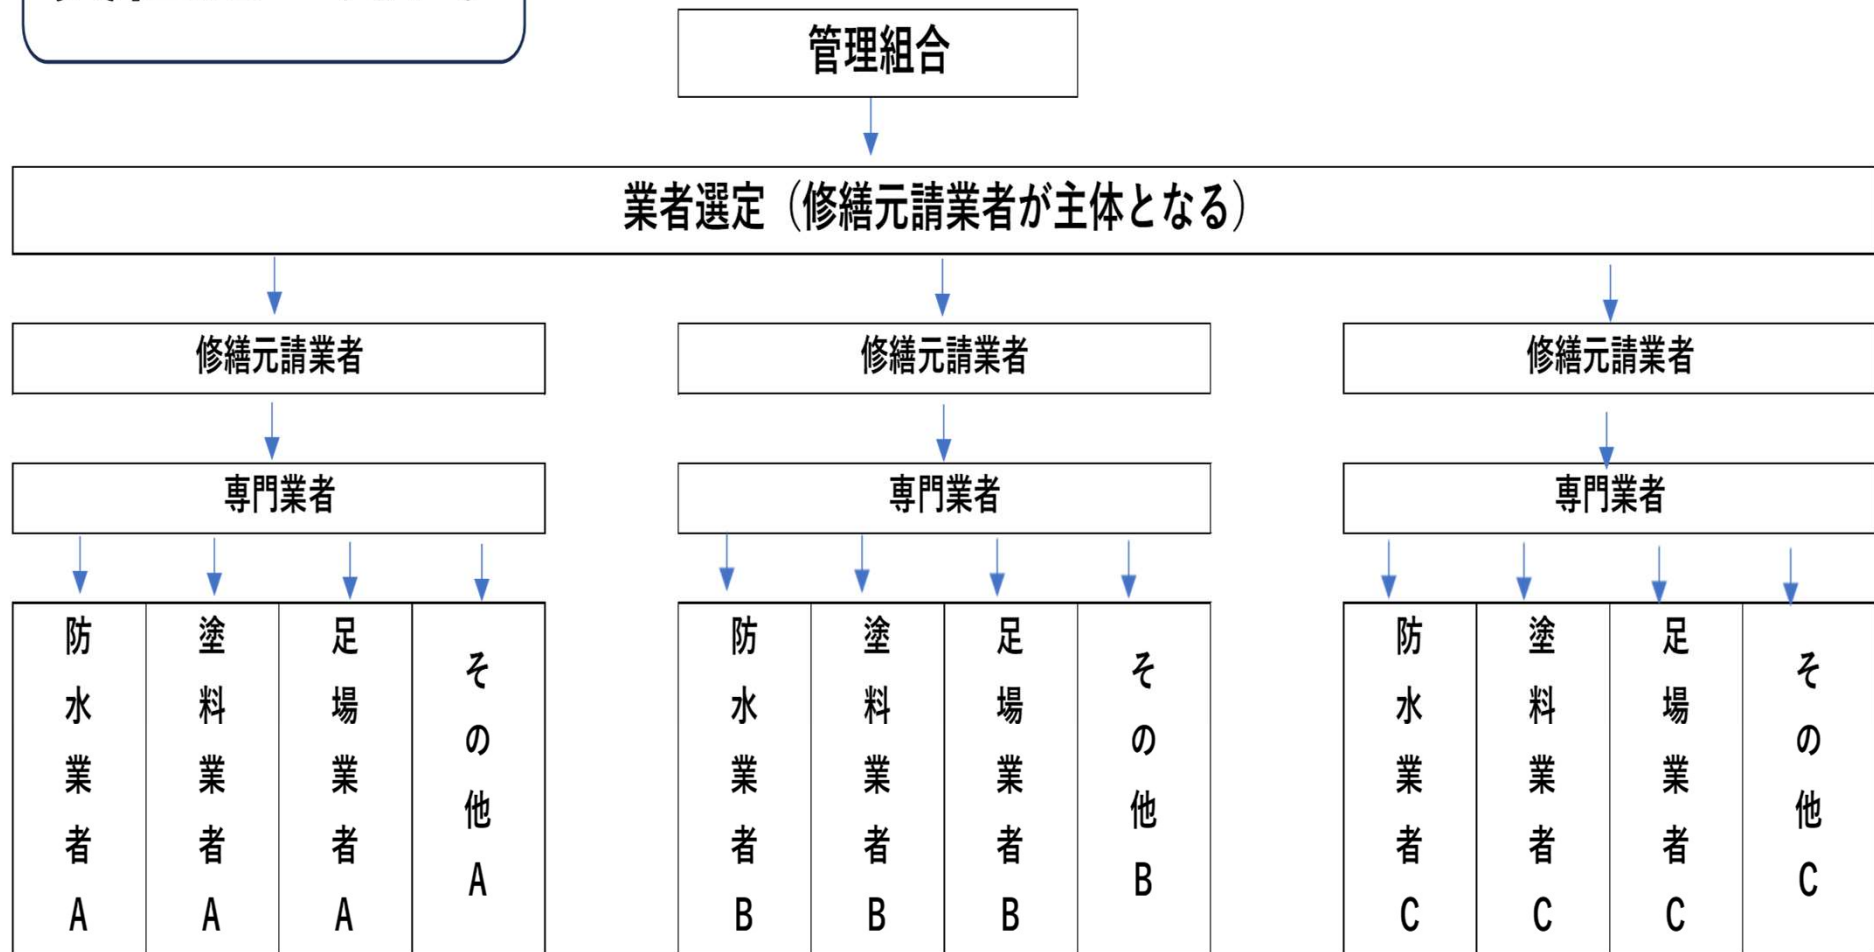 管理組合
業者選定（修繕元請業者が主体となる）
修繕元請業者
修繕元請業者
修繕元請業者
専門業者
専門業者
専門業者
防水業者A
塗料業者A
足場業者A
その他A
防水業者B
塗料業者B
足場業者B
その他B
防水業者C
塗料業者C
足場業者C
その他C